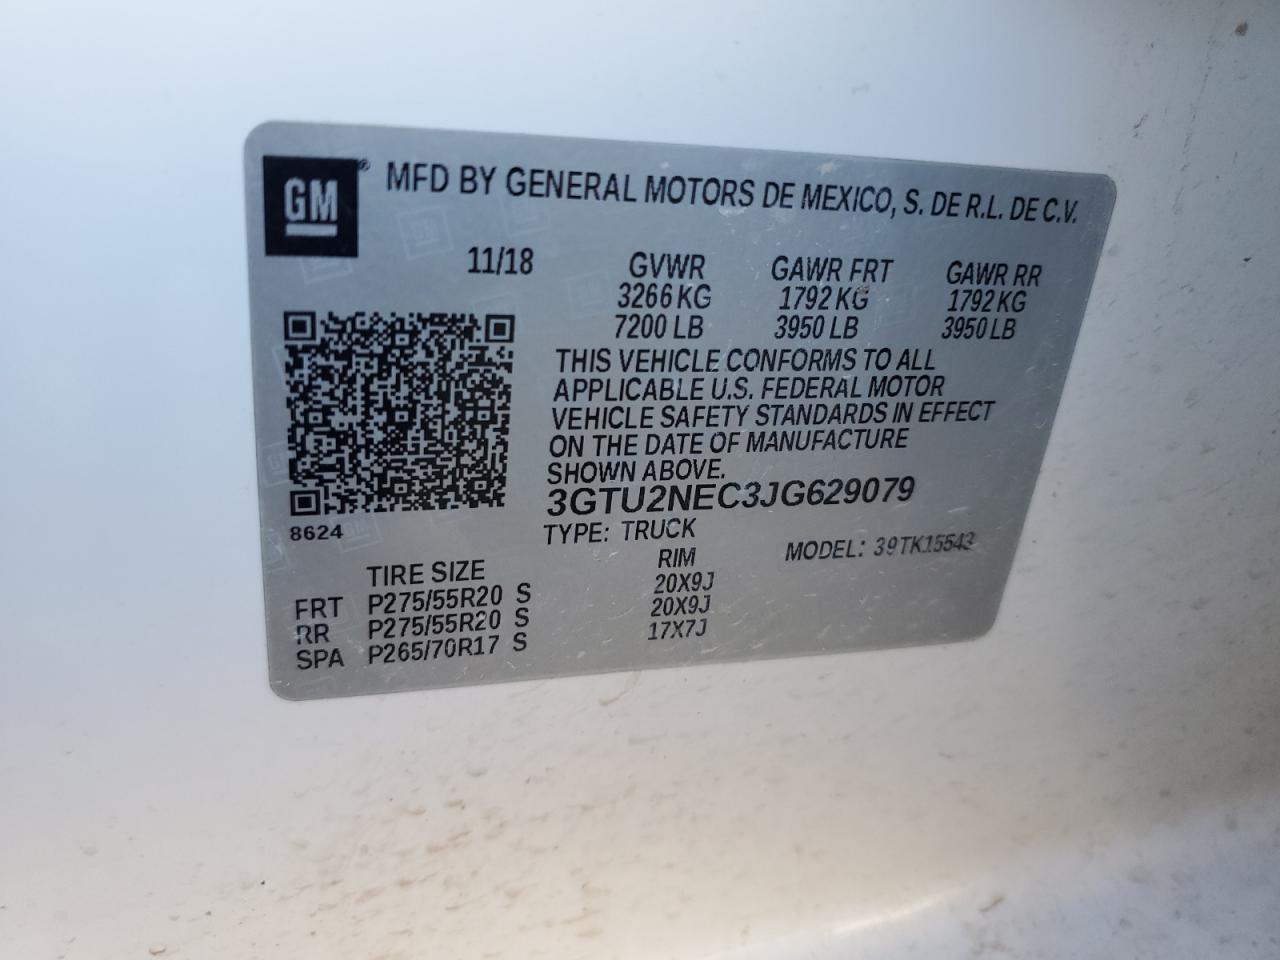 GM ® MFD BY GENERAL MOTORS DE MEXICO, S. DE R.L. DE C.V.
11/18 GVWR GAWR FRT GAWR RR
3266 KG 1792 KG 1792 KG
7200 LB 3950 LB 3950 LB
THIS VEHICLE CONFORMS TO ALL
APPLICABLE U.S. FEDERAL MOTOR
VEHICLE SAFETY STANDARDS IN EFFECT
ON THE DATE OF MANUFACTURE
SHOWN ABOVE.
3GTU2NEC3JG629079
8624 TYPE: TRUCK MODEL: 39TK15543
TIRE SIZE RIM
FRT P275/55R20 S 20X9J
RR P275/55R20 S 20X9J
SPA P265/70R17 S 17X7J